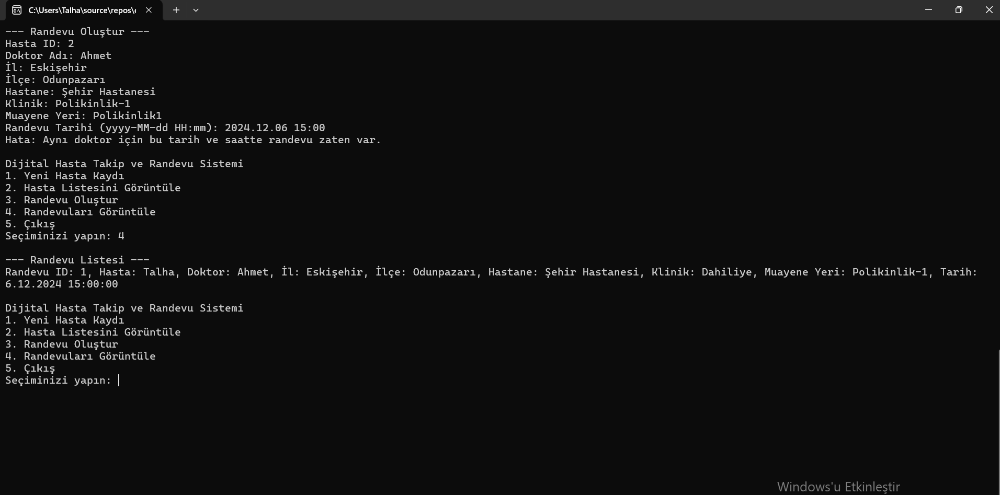 C:\Users\Talha\source\repos\
--- Randevu Oluştur ---
Hasta ID: 2
Doktor Adı: Ahmet
İl: Eskişehir
İlçe: Odunpazarı
Hastane: Şehir Hastanesi
Klinik: Polikinlik-1
Muayene Yeri: Polikinlik1
Randevu Tarihi (yyyy-MM-dd HH:mm): 2024.12.06 15:00
Hata: Aynı doktor için bu tarih ve saatte randevu zaten var.
Dijital Hasta Takip ve Randevu Sistemi
1. Yeni Hasta Kaydı
2. Hasta Listesini Görüntüle
3. Randevu Oluştur
4. Randevuları Görüntüle
5. Çıkış
Seçiminizi yapın: 4
--- Randevu Listesi ---
Randevu ID: 1, Hasta: Talha, Doktor: Ahmet, İl: Eskişehir, İlçe: Odunpazarı, Hastane: Şehir Hastanesi, Klinik: Dahiliye, Muayene Yeri: Polikinlik-1, Tarih:
6.12.2024 15:00:00
Dijital Hasta Takip ve Randevu Sistemi
1. Yeni Hasta Kaydı
2. Hasta Listesini Görüntüle
3. Randevu Oluştur
4. Randevuları Görüntüle
5. Çıkış
Seçiminizi yapın:
Windows'u Etkinleştir